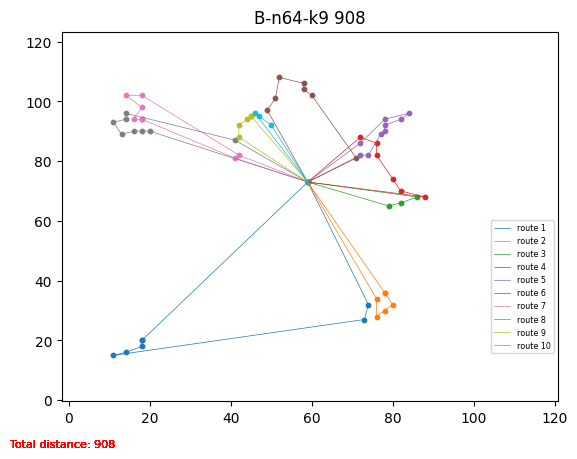 B-n64-k9 908
120
100
80
60
40
20
0
0 20 40 60 80 100 120
route 1
route 2
route 3
route 4
route 5
route 6
route 7
route 8
route 9
route 10
Total distance: 908